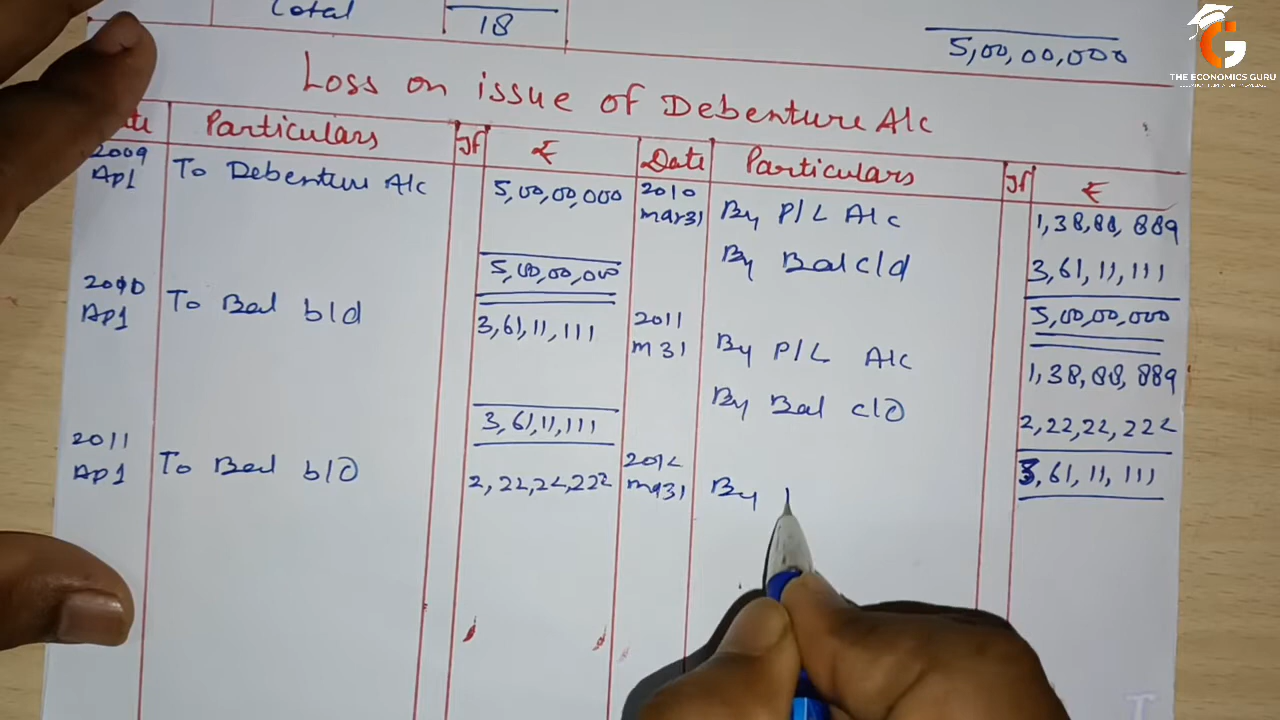 Total 18 5,00,00,000
THE ECONOMICS GURU
Loss on issue of Debenture A/c
Particulars Jf ₹ Date Particulars Jf ₹
2009 Ap1 To Debenture A/c 5,00,00,000 2010 mar31 By P/L A/c 1,38,88,889
By Bal c/d 3,61,11,111
5,00,00,000 5,00,00,000
2010 Ap1 To Bal b/d 3,61,11,111 2011 m31 By P/L A/c 1,38,88,889
By Bal c/d 2,22,22,222
3,61,11,111 3,61,11,111
2011 Ap1 To Bal b/d 2,22,22,222 2012 ma31 By